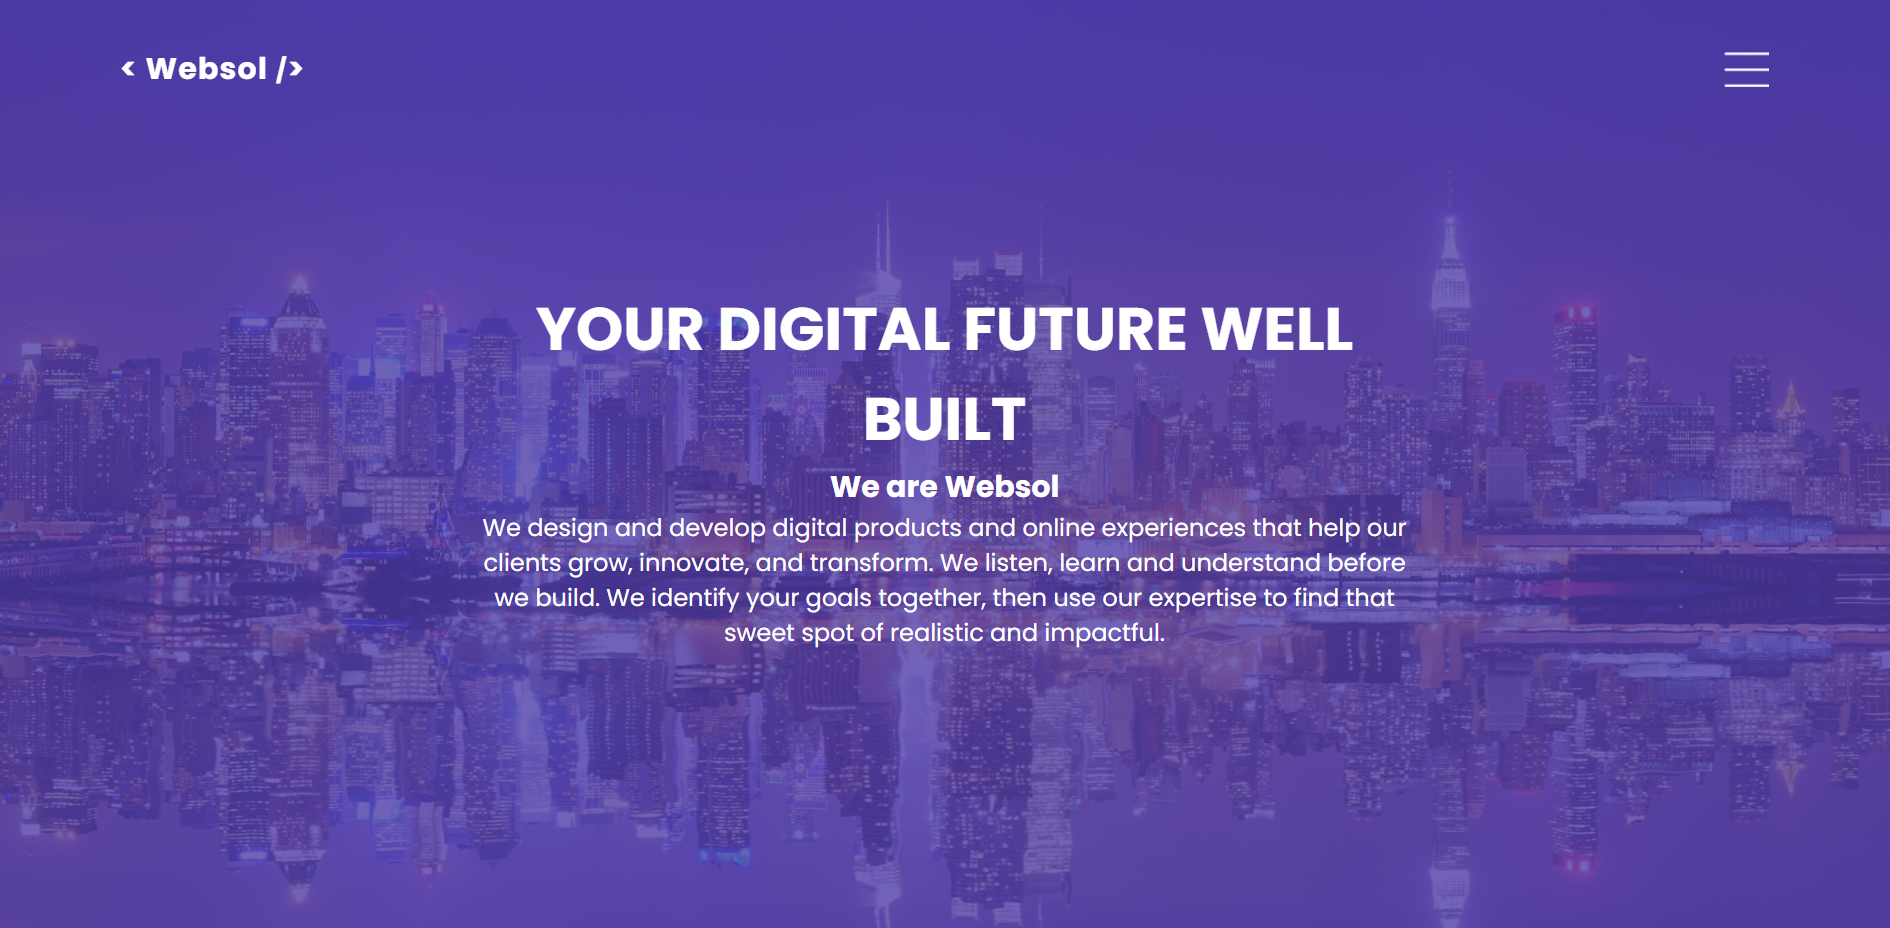 < Websol />
YOUR DIGITAL FUTURE WELL
BUILT
We are Websol
We design and develop digital products and online experiences that help our
clients grow, innovate, and transform. We listen, learn and understand before
we build. We identify your goals together, then use our expertise to find that
sweet spot of realistic and impactful.